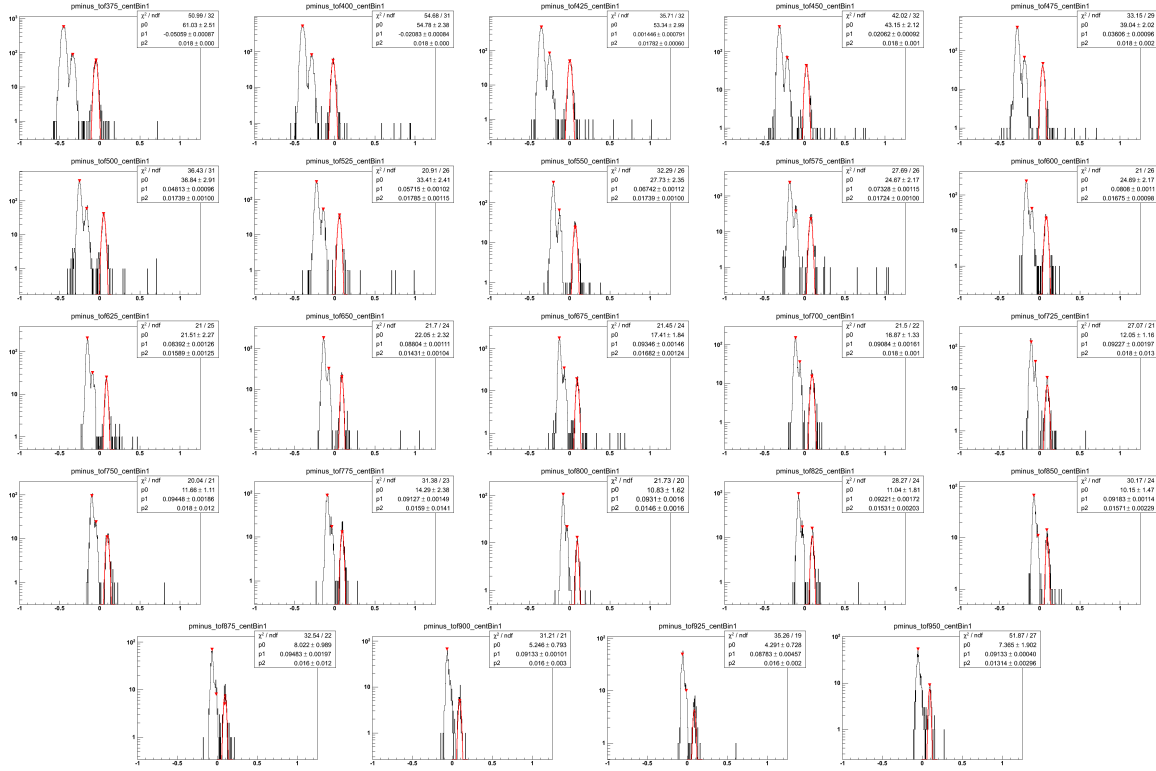 pminus_tof375_centBin1
χ² / ndf 50.99 / 32
p0 61.03 ± 2.51
p1 -0.05059 ± 0.00087
p2 0.018 ± 0.000
pminus_tof400_centBin1
χ² / ndf 54.68 / 31
p0 54.78 ± 2.38
p1 -0.02083 ± 0.00084
p2 0.018 ± 0.000
pminus_tof425_centBin1
χ² / ndf 35.71 / 32
p0 53.34 ± 2.99
p1 0.001446 ± 0.000791
p2 0.01782 ± 0.00060
pminus_tof450_centBin1
χ² / ndf 42.02 / 32
p0 43.15 ± 2.12
p1 0.02062 ± 0.00092
p2 0.018 ± 0.001
pminus_tof475_centBin1
χ² / ndf 33.15 / 29
p0 39.04 ± 2.02
p1 0.03606 ± 0.00096
p2 0.018 ± 0.002
pminus_tof500_centBin1
χ² / ndf 36.43 / 31
p0 36.84 ± 2.91
p1 0.04813 ± 0.00096
p2 0.01739 ± 0.00100
pminus_tof525_centBin1
χ² / ndf 20.91 / 26
p0 33.41 ± 2.41
p1 0.05715 ± 0.00102
p2 0.01785 ± 0.00115
pminus_tof550_centBin1
χ² / ndf 32.29 / 26
p0 27.73 ± 2.35
p1 0.06742 ± 0.00112
p2 0.01739 ± 0.00100
pminus_tof575_centBin1
χ² / ndf 27.69 / 26
p0 24.67 ± 2.17
p1 0.07328 ± 0.00115
p2 0.01724 ± 0.00100
pminus_tof600_centBin1
χ² / ndf 21 / 26
p0 24.69 ± 2.17
p1 0.0808 ± 0.0011
p2 0.01675 ± 0.00098
pminus_tof625_centBin1
χ² / ndf 21 / 25
p0 21.51 ± 2.27
p1 0.08392 ± 0.00126
p2 0.01589 ± 0.00125
pminus_tof650_centBin1
χ² / ndf 21.7 / 24
p0 22.05 ± 2.32
p1 0.08804 ± 0.00111
p2 0.01431 ± 0.00104
pminus_tof675_centBin1
χ² / ndf 21.45 / 24
p0 17.41 ± 1.84
p1 0.09346 ± 0.00146
p2 0.01682 ± 0.00124
pminus_tof700_centBin1
χ² / ndf 21.5 / 22
p0 16.87 ± 1.33
p1 0.09084 ± 0.00161
p2 0.018 ± 0.001
pminus_tof725_centBin1
χ² / ndf 27.07 / 21
p0 12.05 ± 1.16
p1 0.09227 ± 0.00197
p2 0.018 ± 0.013
pminus_tof750_centBin1
χ² / ndf 20.04 / 21
p0 11.66 ± 1.11
p1 0.09448 ± 0.00186
p2 0.018 ± 0.012
pminus_tof775_centBin1
χ² / ndf 31.38 / 23
p0 14.29 ± 2.38
p1 0.09127 ± 0.00149
p2 0.0159 ± 0.0141
pminus_tof800_centBin1
χ² / ndf 21.73 / 20
p0 10.83 ± 1.62
p1 0.0931 ± 0.0016
p2 0.0146 ± 0.0016
pminus_tof825_centBin1
χ² / ndf 28.27 / 24
p0 11.04 ± 1.81
p1 0.09221 ± 0.00172
p2 0.01531 ± 0.00203
pminus_tof850_centBin1
χ² / ndf 30.17 / 24
p0 10.15 ± 1.47
p1 0.09183 ± 0.00114
p2 0.01571 ± 0.00229
pminus_tof875_centBin1
χ² / ndf 32.54 / 22
p0 8.022 ± 0.989
p1 0.09483 ± 0.00197
p2 0.016 ± 0.012
pminus_tof900_centBin1
χ² / ndf 31.21 / 21
p0 5.246 ± 0.793
p1 0.09133 ± 0.00101
p2 0.016 ± 0.003
pminus_tof925_centBin1
χ² / ndf 35.26 / 19
p0 4.291 ± 0.728
p1 0.08783 ± 0.00457
p2 0.016 ± 0.002
pminus_tof950_centBin1
χ² / ndf 51.87 / 27
p0 7.365 ± 1.902
p1 0.09133 ± 0.00040
p2 0.01314 ± 0.00296